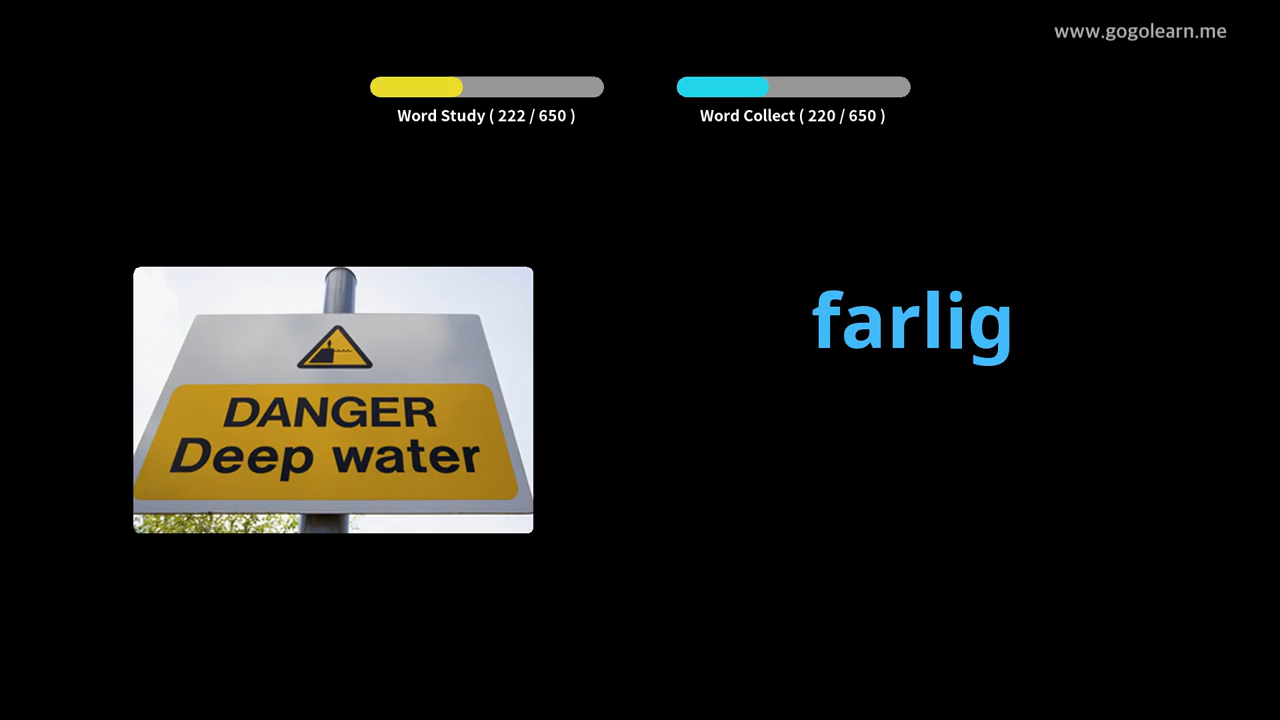 www.gogolearn.me
Word Study ( 222 / 650 )
Word Collect ( 220 / 650 )
DANGER
Deep water
farlig